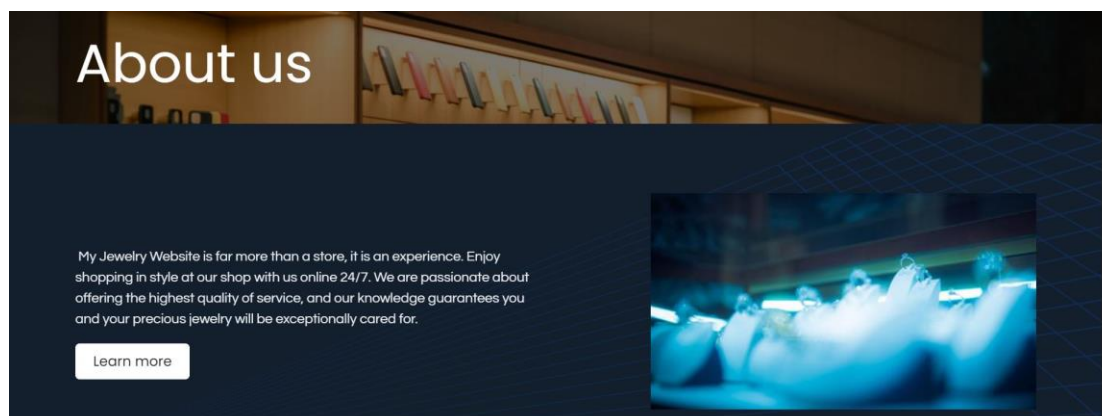 About us
My Jewelry Website is far more than a store, it is an experience. Enjoy
shopping in style at our shop with us online 24/7. We are passionate about
offering the highest quality of service, and our knowledge guarantees you
and your precious jewelry will be exceptionally cared for.
Learn more